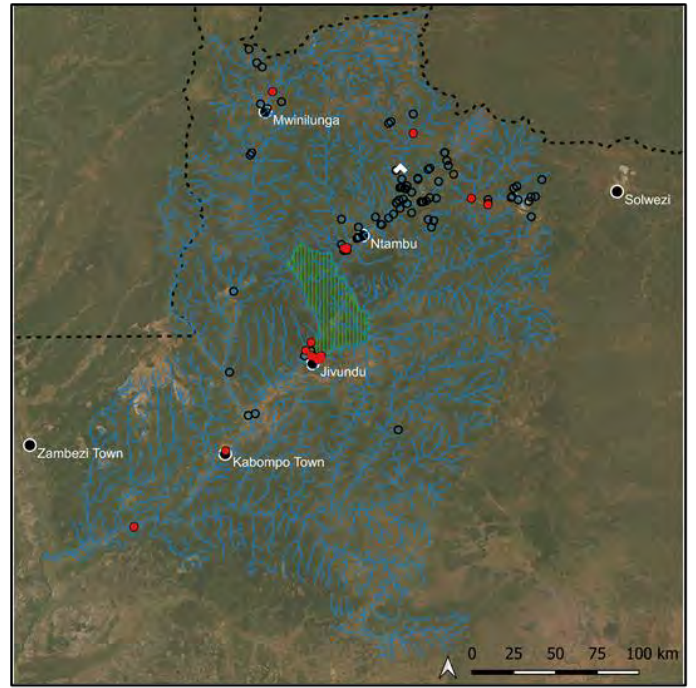 Mwinilunga
Solwezi
Ntambu
Jivundu
Zambezi Town
Kabompo Town
0 25 50 75 100 km